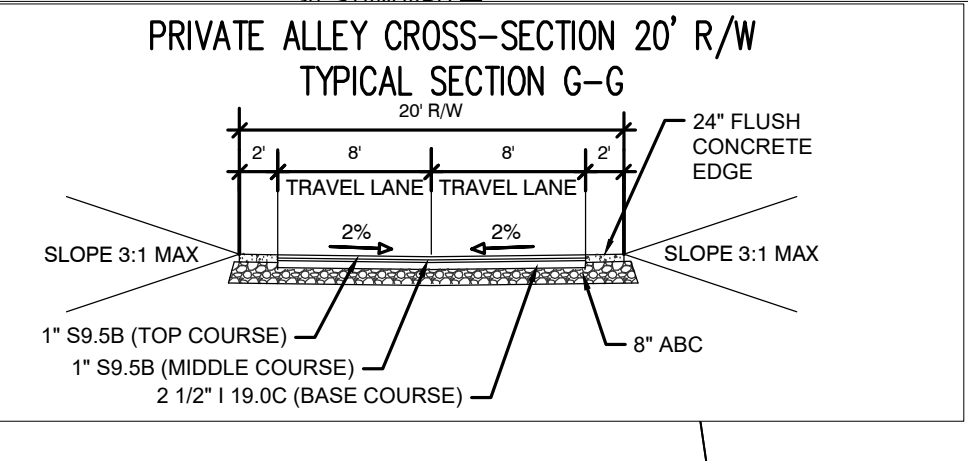 PRIVATE ALLEY CROSS-SECTION 20' R/W
TYPICAL SECTION G-G
20' R/W
2'
8'
8'
2'
24" FLUSH
CONCRETE
EDGE
TRAVEL LANE
TRAVEL LANE
2%
2%
SLOPE 3:1 MAX
SLOPE 3:1 MAX
1" S9.5B (TOP COURSE)
8" ABC
1" S9.5B (MIDDLE COURSE)
2 1/2" I 19.0C (BASE COURSE)